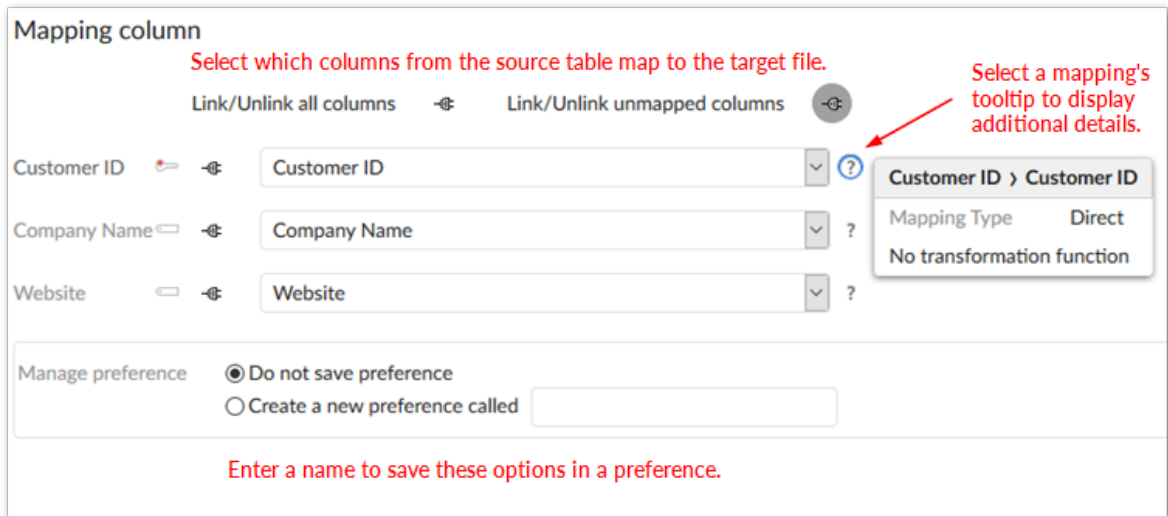 Mapping column
Select which columns from the source table map to the target file.
Select a mapping's
tooltip to display
additional details.
Link/Unlink all columns
Link/Unlink unmapped columns
Customer ID
Customer ID
?
Customer ID › Customer ID
Mapping Type Direct
No transformation function
Company Name
Company Name
?
Website
Website
?
Manage preference
Do not save preference
Create a new preference called
Enter a name to save these options in a preference.